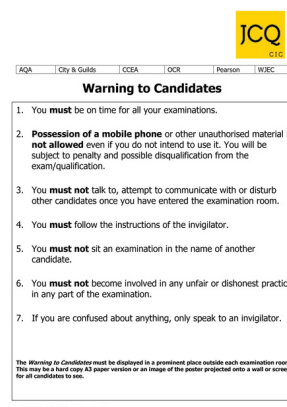 JCQ
CIC
AQA City & Guilds CCEA OCR Pearson WJEC
Warning to Candidates
1. You must be on time for all your examinations.
2. Possession of a mobile phone or other unauthorised material
not allowed even if you do not intend to use it. You will be
subject to penalty and possible disqualification from the
exam/qualification.
3. You must not talk to, attempt to communicate with or disturb
other candidates once you have entered the examination room.
4. You must follow the instructions of the invigilator.
5. You must not sit an examination in the name of another
candidate.
6. You must not become involved in any unfair or dishonest practic
in any part of the examination.
7. If you are confused about anything, only speak to an invigilator.
The Warning to Candidates must be displayed in a prominent place outside each examination roor
This may be a hard copy A3 paper version or an image of the poster projected onto a wall or scree
for all candidates to see.